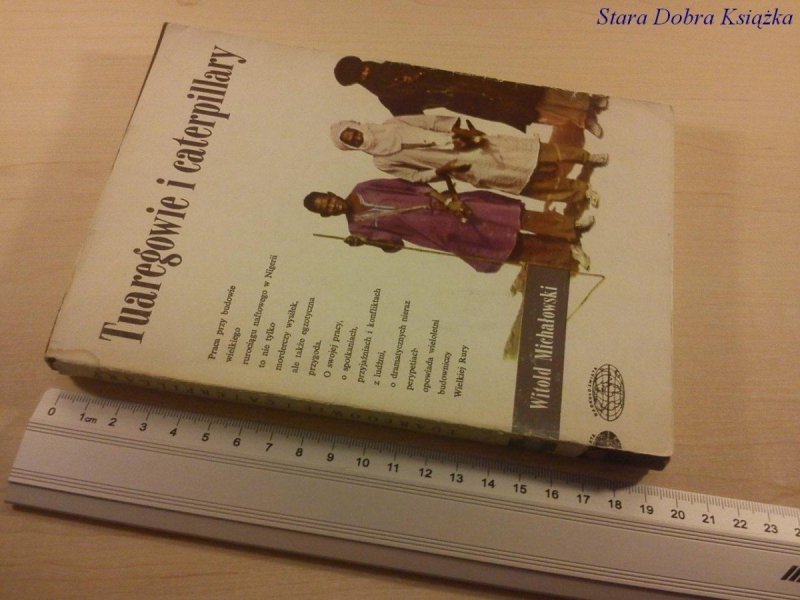 Stara Dobra Książka
Tuaregowie i caterpillary
Praca przy budowie
wielkiego
rurociągu naftowego w Nigerii
to nie tylko
morderczy wysiłek,
ale także egzotyczna
przygoda.
O swojej pracy,
o spotkaniach,
przyjaźniach i konfliktach
z ludźmi,
o dramatycznych nieraz
perypetiach
opowiada wieloletni
budowniczy
Wielkiej Rury
Witold Michałowski
TUAREGOWIE I CATERPILLARY
0 1cm 2 3 4 5 6 7 8 9 10 11 12 13 14 15 16 17 18 19 20 21 22 23